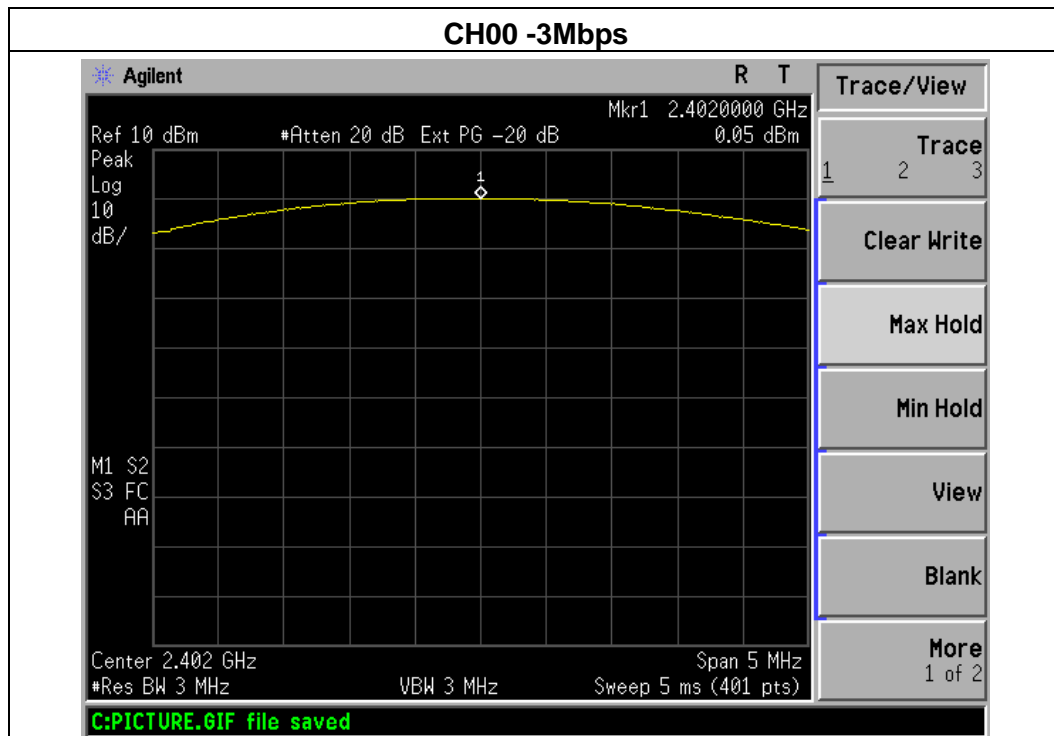 CH00 -3Mbps
Agilent R T
Mkr1 2.4020000 GHz
Ref 10 dBm #Atten 20 dB Ext PG -20 dB 0.05 dBm
Peak
Log
10
dB/
1
M1 S2
S3 FC
AA
Center 2.402 GHz Span 5 MHz
#Res BW 3 MHz VBW 3 MHz Sweep 5 ms (401 pts)
C:PICTURE.GIF file saved
Trace/View
Trace
1 2 3
Clear Write
Max Hold
Min Hold
View
Blank
More
1 of 2